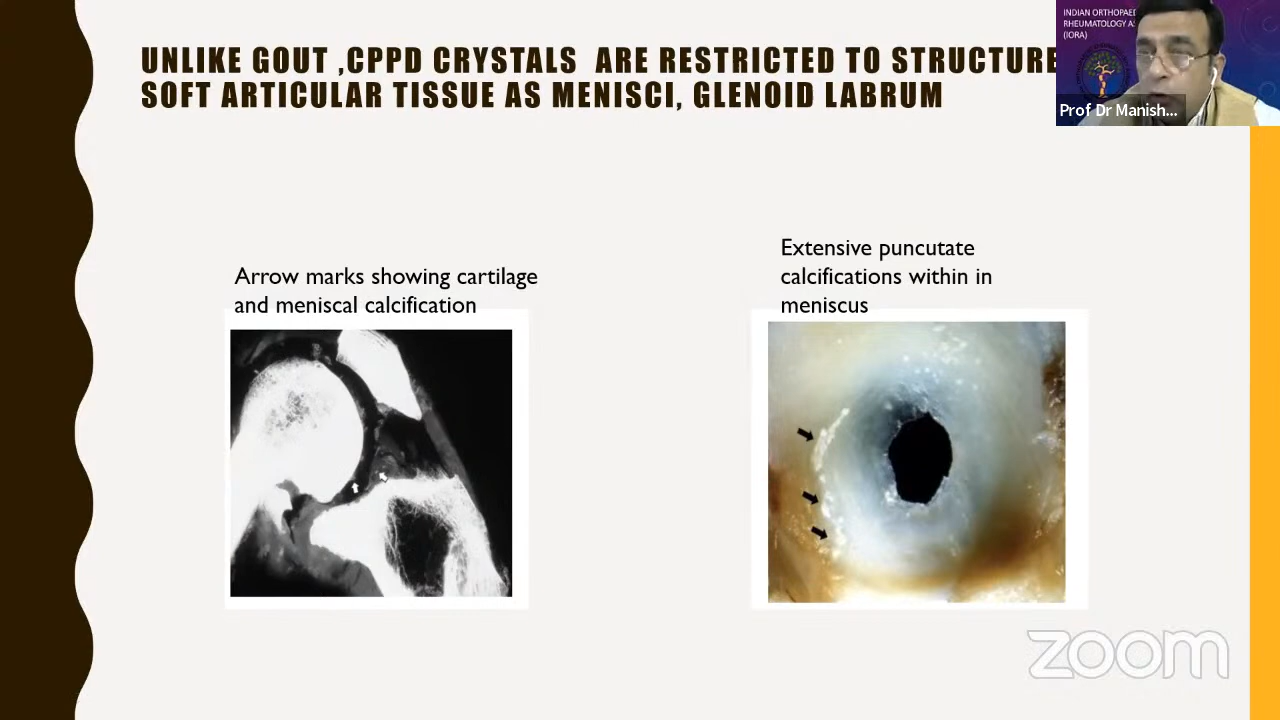 UNLIKE GOUT ,CPPD CRYSTALS ARE RESTRICTED TO STRUCTURE
SOFT ARTICULAR TISSUE AS MENISCI, GLENOID LABRUM
INDIAN ORTHOPAED
RHEUMATOLOGY A
(IORA)
Prof Dr Manish...
Arrow marks showing cartilage
and meniscal calcification
Extensive puncutate
calcifications within in
meniscus
zoom